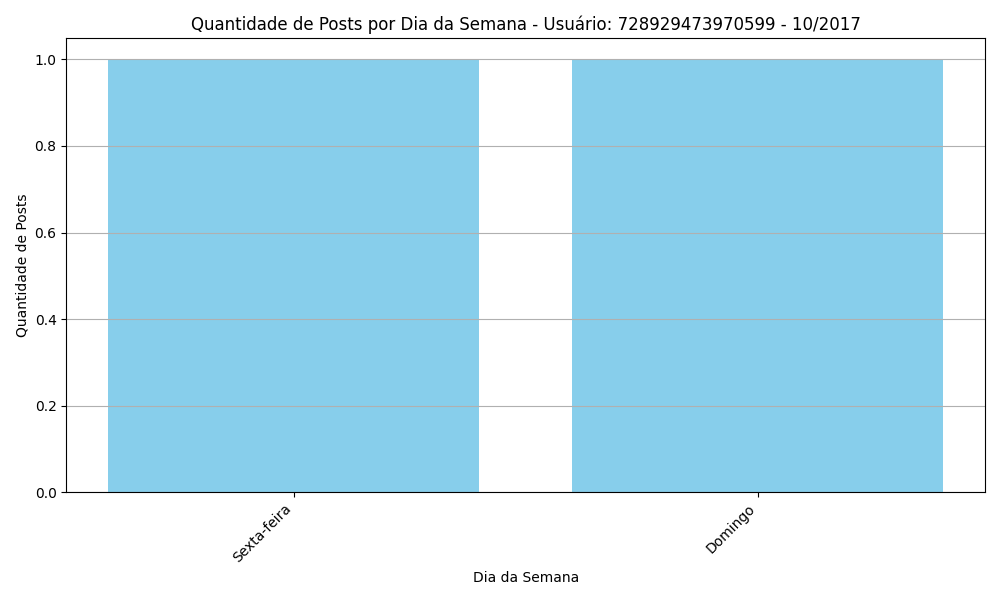 Quantidade de Posts por Dia da Semana - Usuário: 728929473970599 - 10/2017
1.0
0.8
0.6
0.4
0.2
0.0
Quantidade de Posts
Sexta-feira
Domingo
Dia da Semana